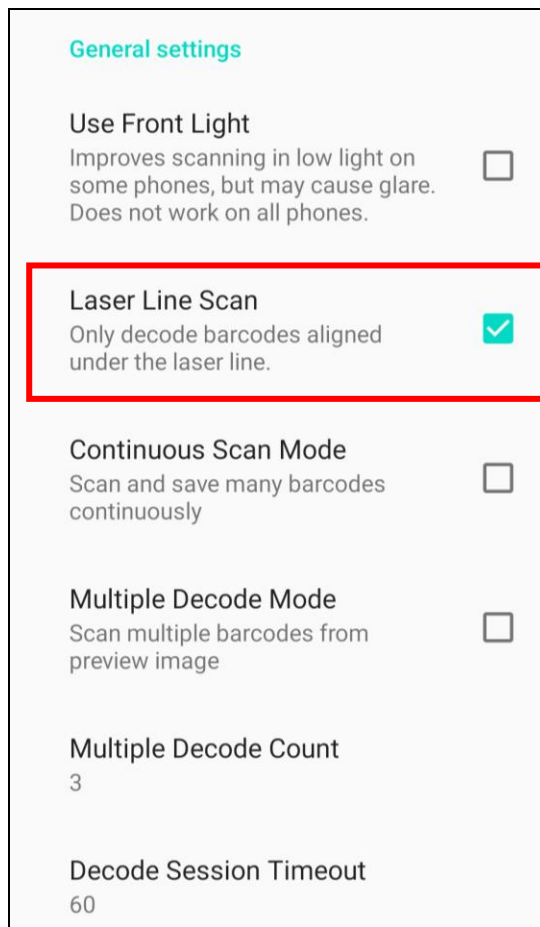 General settings
Use Front Light
Improves scanning in low light on
some phones, but may cause glare.
Does not work on all phones.
Laser Line Scan
Only decode barcodes aligned
under the laser line.
Continuous Scan Mode
Scan and save many barcodes
continuously
Multiple Decode Mode
Scan multiple barcodes from
preview image
Multiple Decode Count
3
Decode Session Timeout
60